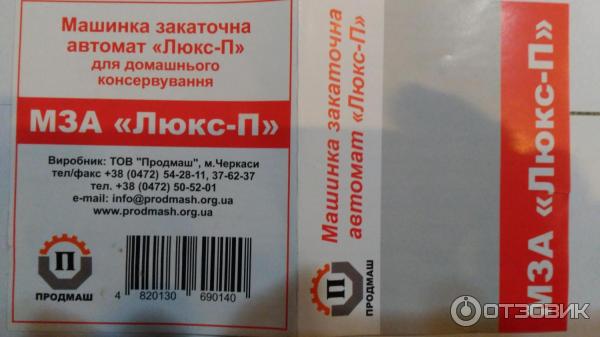 Машинка закаточна
автомат «Люкс-П»
для домашнього
консервування
МЗА «Люкс-П»
Виробник: ТОВ "Продмаш", м.Черкаси
тел/факс +38 (0472) 54-28-11, 37-62-37
тел. +38 (0472) 50-52-01
e-mail: info@prodmash.org.ua
www.prodmash.org.ua
П
ПРОДМАШ
4 820130 690140
Машинка закаточна
автомат «Люкс-П»
П
ПРОДМАШ
МЗА «Люкс-П»
ОТЗОВИК